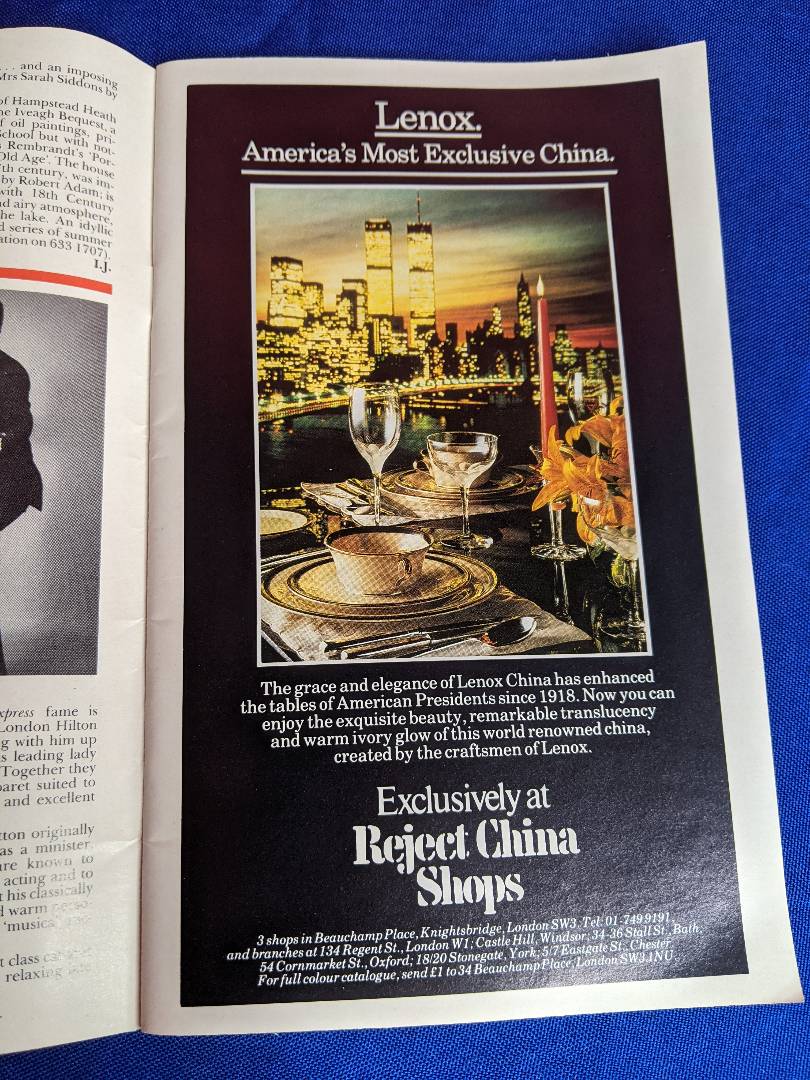 . . . and an imposing
Mrs Sarah Siddons by
of Hampstead Heath
he Iveagh Bequest, a
f oil paintings, pri-
School but with not-
s Rembrandt's 'Por-
Old Age'. The house
th century, was im-
by Robert Adam; is
with 18th Century
nd airy atmosphere,
he lake. An idyllic
d series of summer
ation on 633 1707).
I.J.
xpress fame is
London Hilton
g with him up
s leading lady
Together they
aret suited to
and excellent
tton originally
as a minister.
are known to
acting and to
t his classically
d warm
'musica
t class
relaxing
Lenox.
America's Most Exclusive China.
The grace and elegance of Lenox China has enhanced
the tables of American Presidents since 1918. Now you can
enjoy the exquisite beauty, remarkable translucency
and warm ivory glow of this world renowned china,
created by the craftsmen of Lenox.
Exclusively at
Reject China
Shops
3 shops in Beauchamp Place, Knightsbridge, London SW3. Tel: 01-749 9191,
and branches at 134 Regent St., London W1; Castle Hill, Windsor; 34-36 Stall St., Bath,
54 Cornmarket St., Oxford; 18/20 Stonegate, York; 5/7 Eastgate St., Chester.
For full colour catalogue, send £1 to 34 Beauchamp Place, London SW3 1NU.